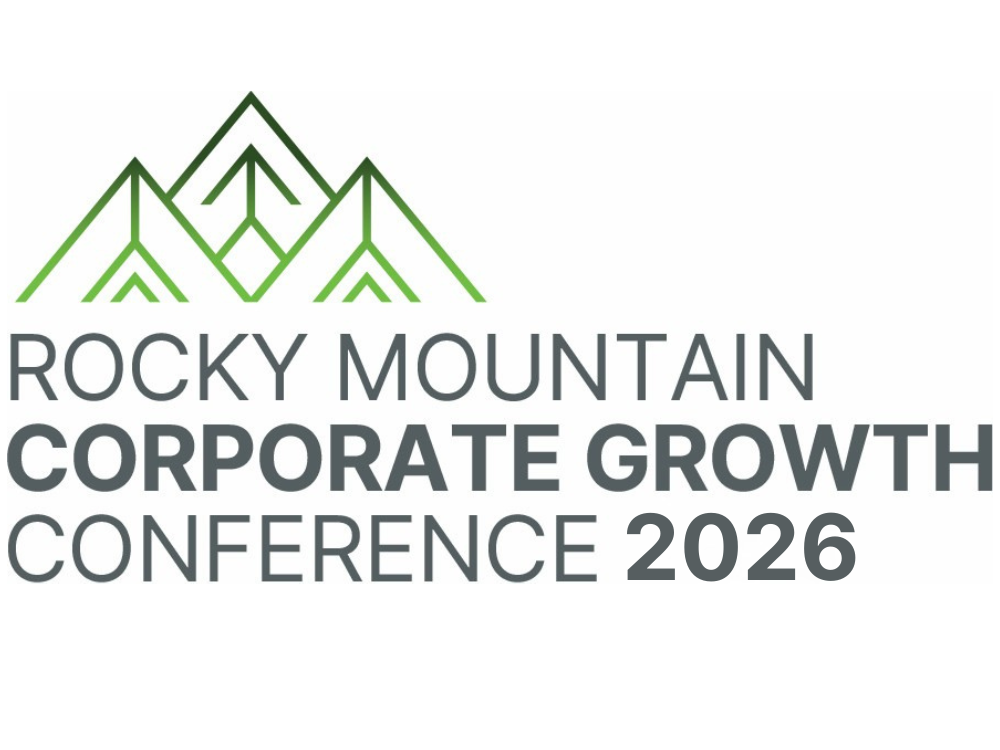 ROCKY MOUNTAIN
CORPORATE GROWTH
CONFERENCE 2026